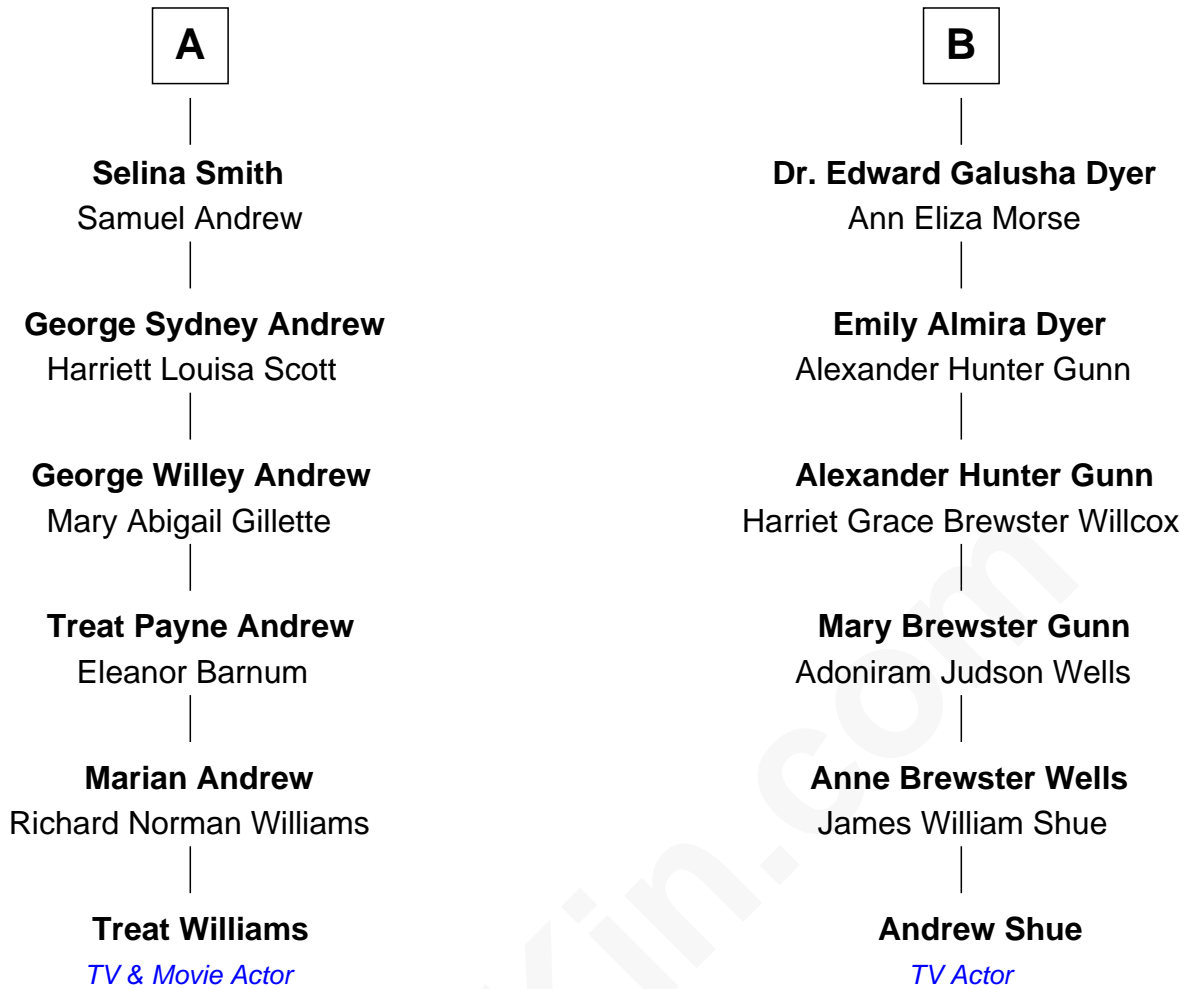 A
B
Selina Smith
Samuel Andrew
Dr. Edward Galusha Dyer
Ann Eliza Morse
George Sydney Andrew
Harriett Louisa Scott
Emily Almira Dyer
Alexander Hunter Gunn
George Willey Andrew
Mary Abigail Gillette
Alexander Hunter Gunn
Harriet Grace Brewster Willcox
Treat Payne Andrew
Eleanor Barnum
Mary Brewster Gunn
Adoniram Judson Wells
Marian Andrew
Richard Norman Williams
Anne Brewster Wells
James William Shue
Treat Williams
TV & Movie Actor
Andrew Shue
TV Actor